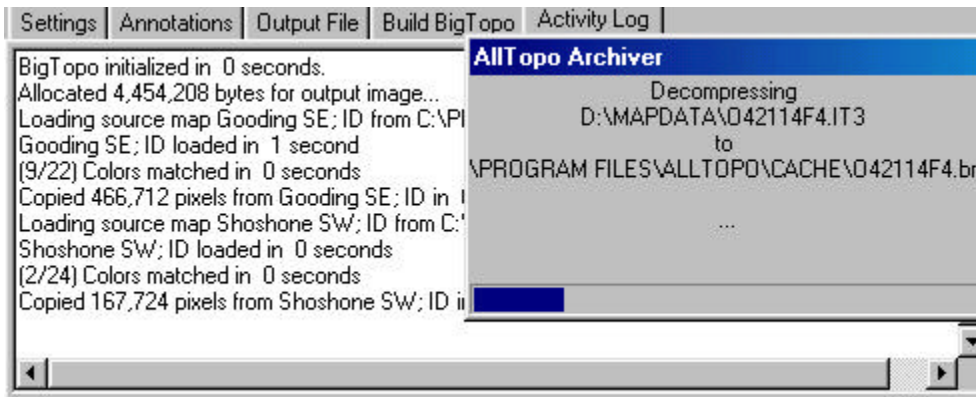 Settings Annotations Output File Build BigTopo Activity Log
BigTopo initialized in 0 seconds.
Allocated 4,454,208 bytes for output image...
Loading source map Gooding SE; ID from C:\P
Gooding SE; ID loaded in 1 second
(9/22) Colors matched in 0 seconds
Copied 466,712 pixels from Gooding SE; ID in
Loading source map Shoshone SW; ID from C:
Shoshone SW; ID loaded in 0 seconds
(2/24) Colors matched in 0 seconds
Copied 167,724 pixels from Shoshone SW; ID i
AllTopo Archiver
Decompressing
D:\MAPDATA\O42114F4.IT3
to
\PROGRAM FILES\ALLTOPO\CACHE\O42114F4.b
...